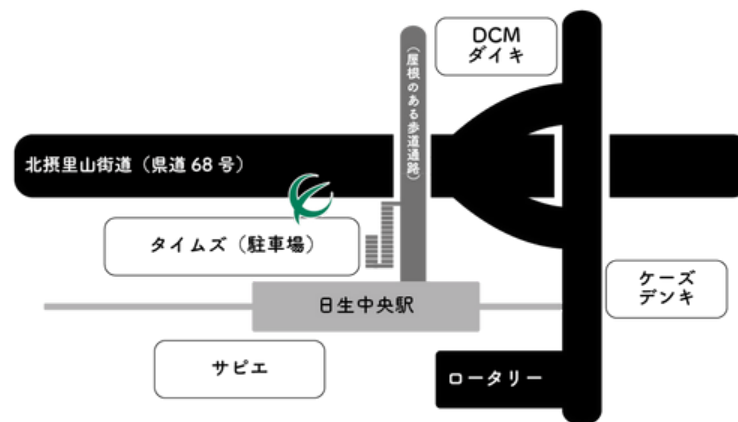 DCM
ダイキ
（屋根のある歩道通路）
北摂里山街道（県道 68 号）
タイムズ（駐車場）
ケーズ
デンキ
日生中央駅
サピエ
ロータリー